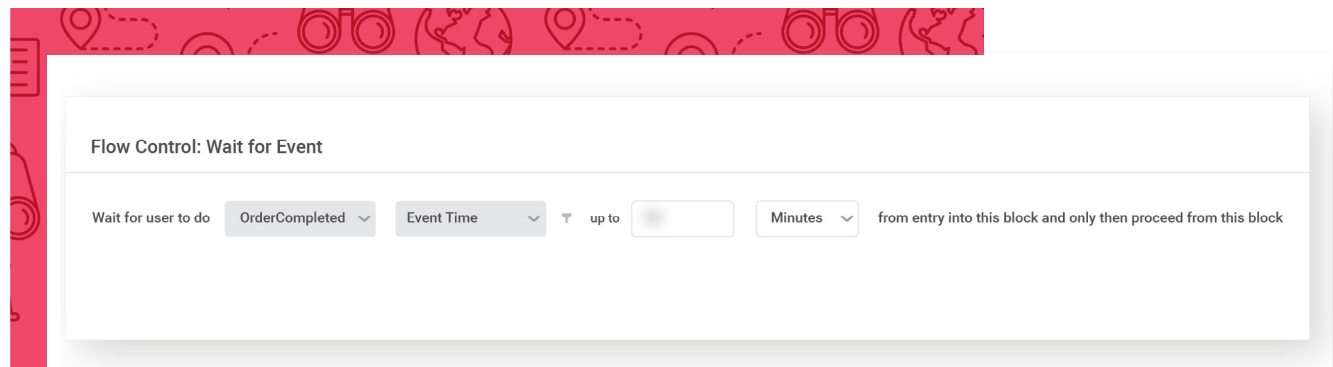 Flow Control: Wait for Event
Wait for user to do OrderCompleted Event Time up to Minutes from entry into this block and only then proceed from this block